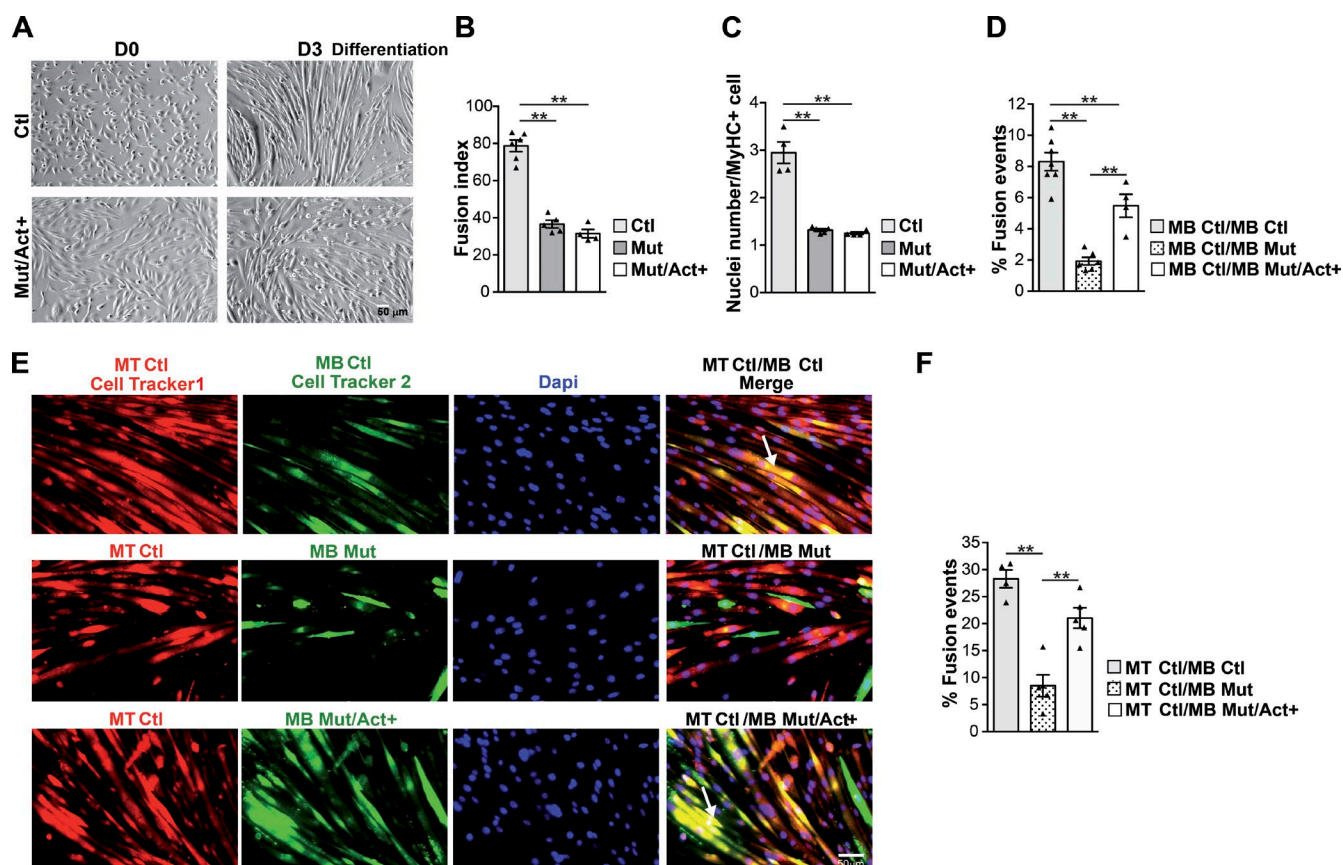 A
D0
D3 Differentiation
Ctl
Mut/Act+
50 µm
B
Fusion index
100
80
60
40
20
0
**
**
Ctl
Mut
Mut/Act+
C
Nuclei number/MyHC+ cell
4
3
2
1
0
**
**
Ctl
Mut
Mut/Act+
D
% Fusion events
12
10
8
6
4
2
0
**
**
**
MB Ctl/MB Ctl
MB Ctl/MB Mut
MB Ctl/MB Mut/Act+
E
MT Ctl
Cell Tracker1
MB Ctl
Cell Tracker 2
Dapi
MT Ctl/MB Ctl
Merge
MT Ctl
MB Mut
MT Ctl/MB Mut
MT Ctl
MB Mut/Act+
MT Ctl/MB Mut/Act+
50µm
F
% Fusion events
35
30
25
20
15
10
5
0
**
**
MT Ctl/MB Ctl
MT Ctl/MB Mut
MT Ctl/MB Mut/Act+